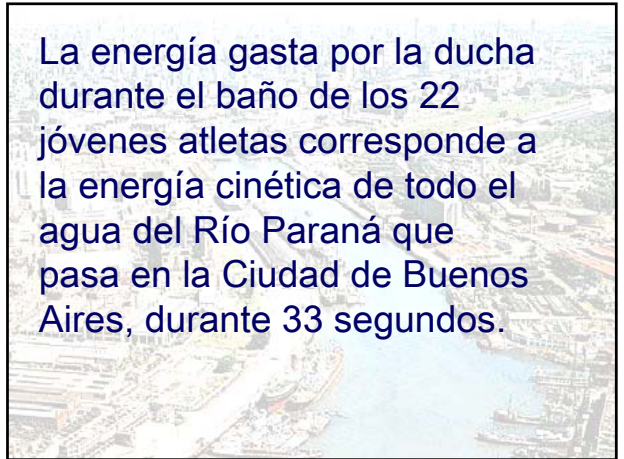 La energía gasta por la ducha
durante el baño de los 22
jóvenes atletas corresponde a
la energía cinética de todo el
agua del Río Paraná que
pasa en la Ciudad de Buenos
Aires, durante 33 segundos.